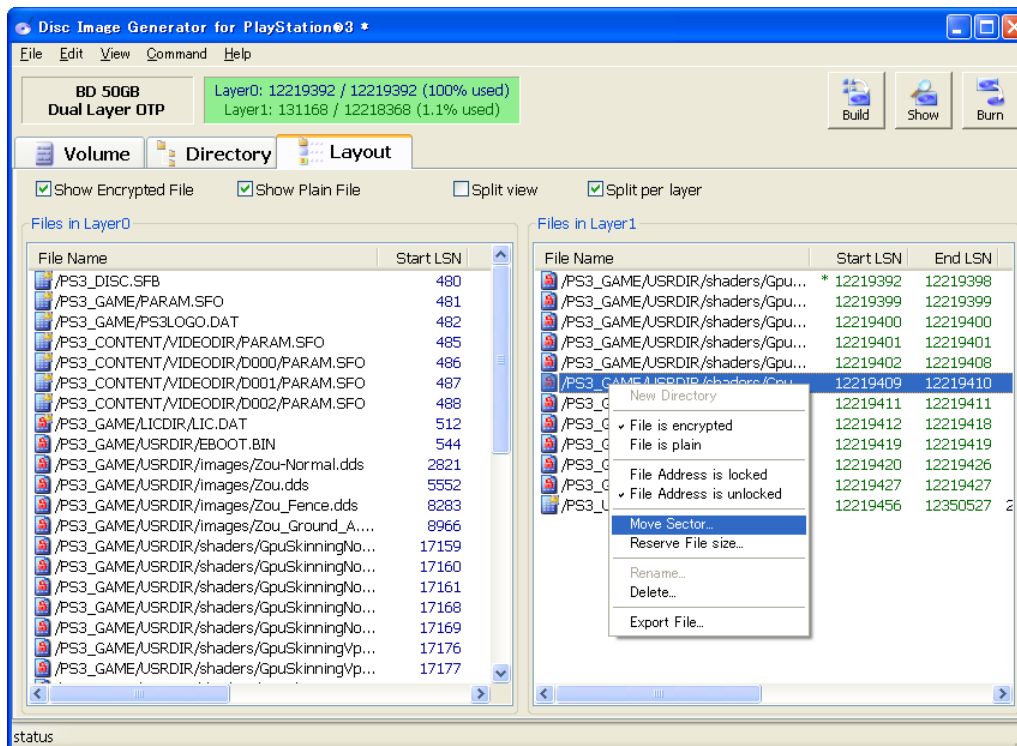 Disc Image Generator for PlayStation®3 *
File Edit View Command Help
BD 50GB
Dual Layer OTP
Layer0: 12219392 / 12219392 (100% used)
Layer1: 131168 / 12218368 (1.1% used)
Build Show Burn
Volume Directory Layout
Show Encrypted File Show Plain File Split view Split per layer
Files in Layer0
File Name Start LSN
/PS3_DISC.SFB 480
/PS3_GAME/PARAM.SFO 481
/PS3_GAME/PS3LOGO.DAT 482
/PS3_CONTENT/VIDEODIR/PARAM.SFO 485
/PS3_CONTENT/VIDEODIR/D000/PARAM.SFO 486
/PS3_CONTENT/VIDEODIR/D001/PARAM.SFO 487
/PS3_CONTENT/VIDEODIR/D002/PARAM.SFO 488
/PS3_GAME/LICDIR/LIC.DAT 512
/PS3_GAME/USRDIR/EBOOT.BIN 544
/PS3_GAME/USRDIR/images/Zou-Normal.dds 2821
/PS3_GAME/USRDIR/images/Zou.dds 5552
/PS3_GAME/USRDIR/images/Zou_Fence.dds 8283
/PS3_GAME/USRDIR/images/Zou_Ground_A.... 8966
/PS3_GAME/USRDIR/shaders/GpuSkinningNo... 17159
/PS3_GAME/USRDIR/shaders/GpuSkinningNo... 17160
/PS3_GAME/USRDIR/shaders/GpuSkinningNo... 17161
/PS3_GAME/USRDIR/shaders/GpuSkinningNo... 17168
/PS3_GAME/USRDIR/shaders/GpuSkinningNo... 17169
/PS3_GAME/USRDIR/shaders/GpuSkinningVp... 17176
/PS3_GAME/USRDIR/shaders/GpuSkinningVp... 17177
Files in Layer1
File Name Start LSN End LSN
/PS3_GAME/USRDIR/shaders/Gpu... * 12219392 12219398
/PS3_GAME/USRDIR/shaders/Gpu... 12219399 12219399
/PS3_GAME/USRDIR/shaders/Gpu... 12219400 12219400
/PS3_GAME/USRDIR/shaders/Gpu... 12219401 12219401
/PS3_GAME/USRDIR/shaders/Gpu... 12219402 12219408
/PS3_GAME/USRDIR/shaders/Gpu... 12219409 12219410
/PS3_G 12219411 12219411
/PS3_G 12219412 12219418
/PS3_G 12219419 12219419
/PS3_G 12219420 12219426
/PS3_G 12219427 12219427
/PS3_U 12219456 12350527 2
New Directory
File is encrypted
File is plain
File Address is locked
File Address is unlocked
Move Sector...
Reserve File size...
Rename...
Delete...
Export File...
status